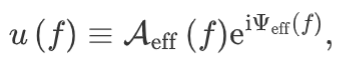 u (f) ≡ 𝒜_eff (f)e^{iΨ_eff(f)},